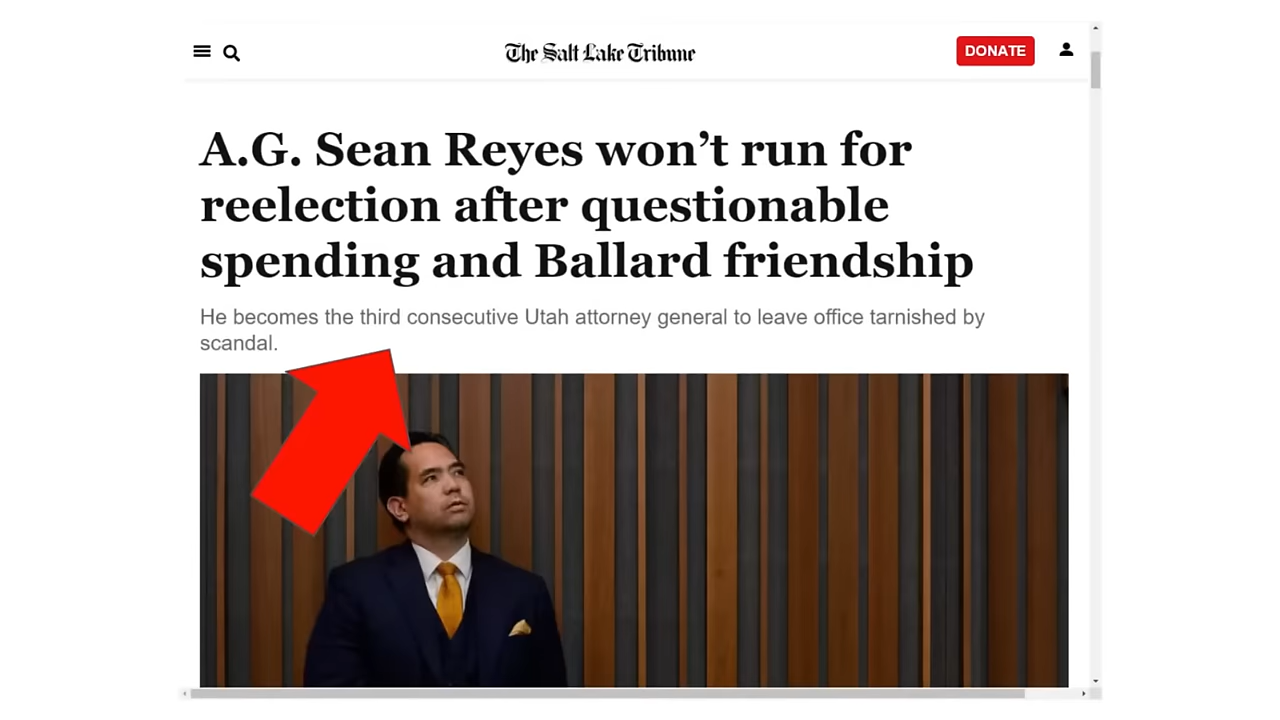 The Salt Lake Tribune
DONATE
A.G. Sean Reyes won’t run for
reelection after questionable
spending and Ballard friendship
He becomes the third consecutive Utah attorney general to leave office tarnished by
scandal.